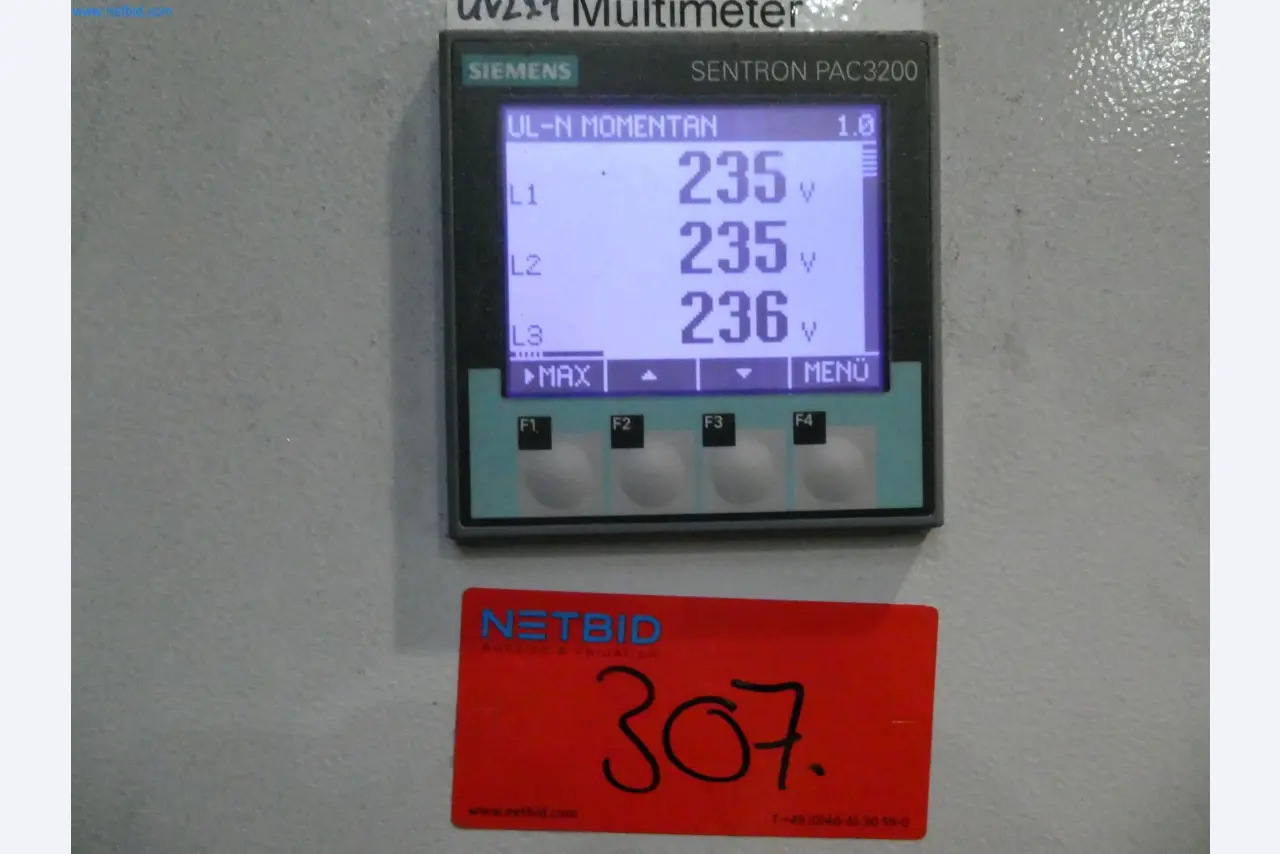 www.netbid.com
Multimeter
SIEMENS
SENTRON PAC3200
UL-N MOMENTAN 1.0
L1 235 V
L2 235 V
L3 236 V
▸MAX ▲ ▼ MENÜ
F1 F2 F3 F4
NETBID
307.
www.netbid.com